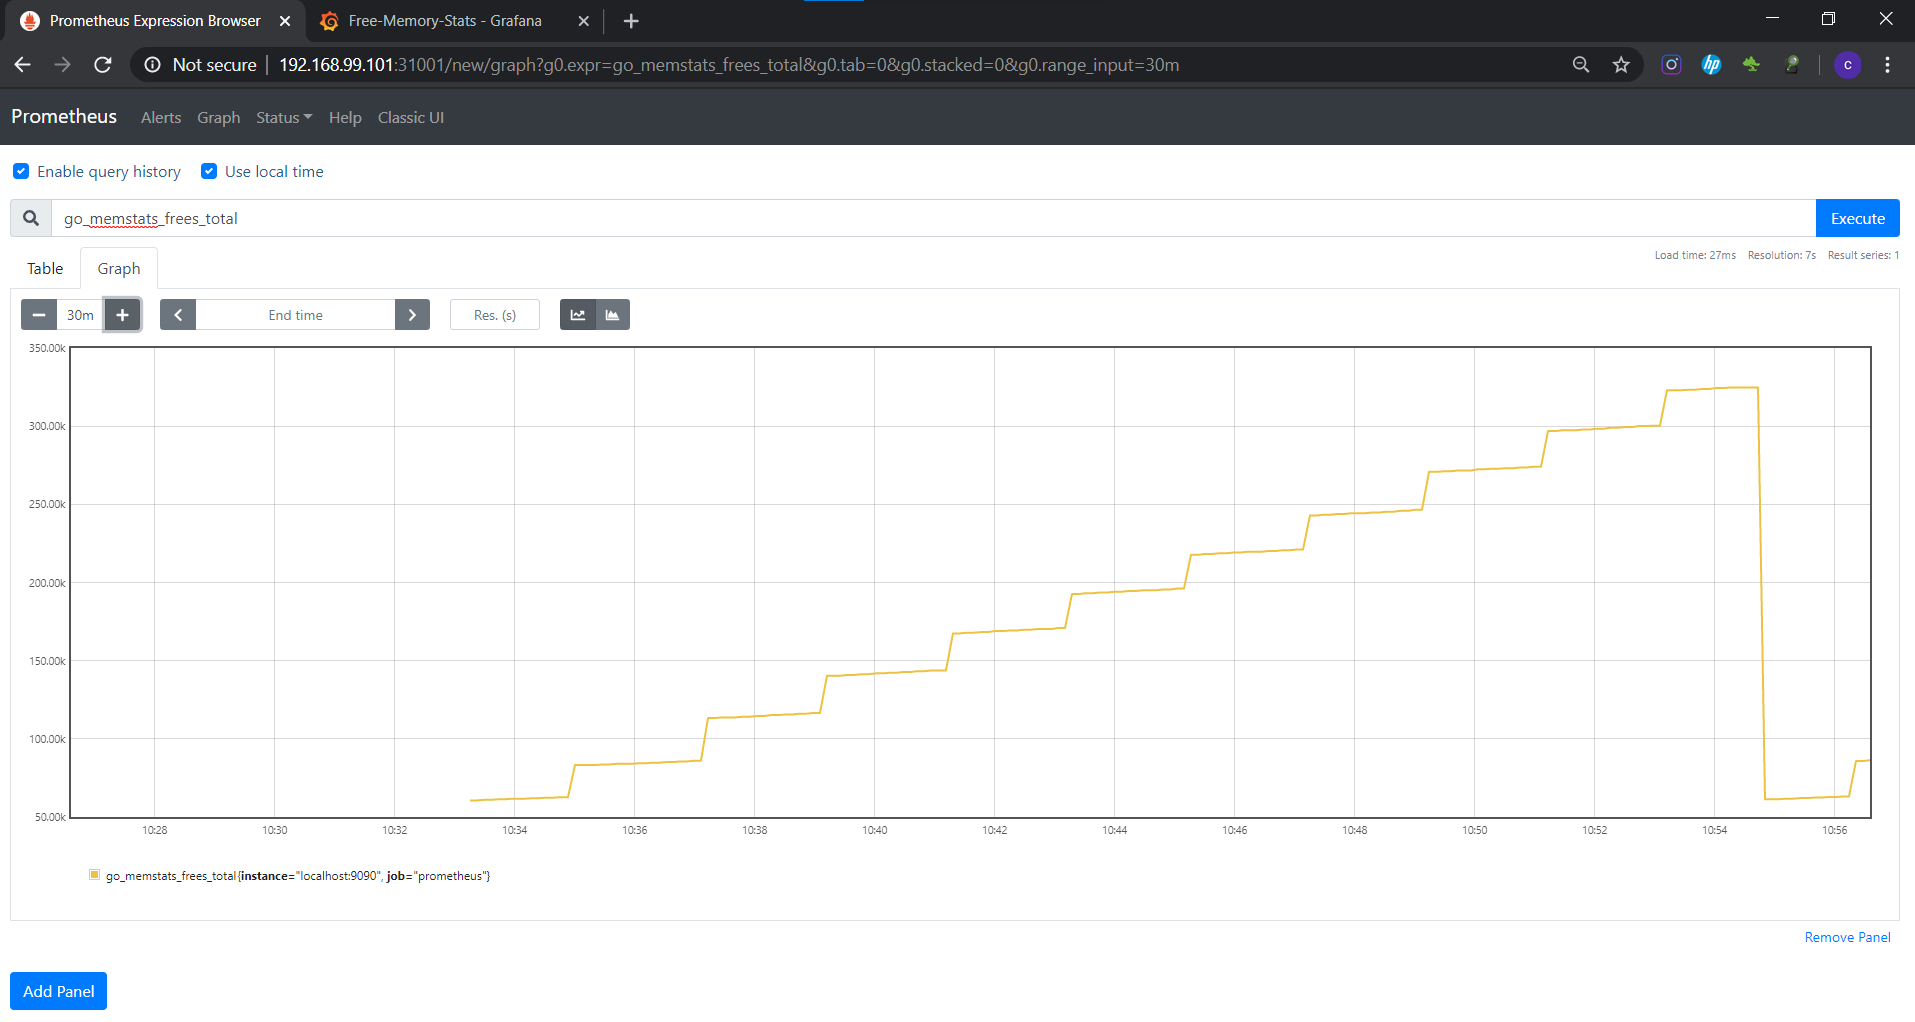 Prometheus Expression Browser
Free-Memory-Stats - Grafana
Not secure | 192.168.99.101:31001/new/graph?g0.expr=go_memstats_frees_total&g0.tab=0&g0.stacked=0&g0.range_input=30m
hp
c
Prometheus Alerts Graph Status Help Classic UI
Enable query history Use local time
go_memstats_frees_total Execute
Load time: 27ms Resolution: 7s Result series: 1
Table Graph
30m End time Res. (s)
350.00k
300.00k
250.00k
200.00k
150.00k
100.00k
50.00k
10:28 10:30 10:32 10:34 10:36 10:38 10:40 10:42 10:44 10:46 10:48 10:50 10:52 10:54 10:56
go_memstats_frees_total{instance="localhost:9090", job="prometheus"}
Remove Panel
Add Panel